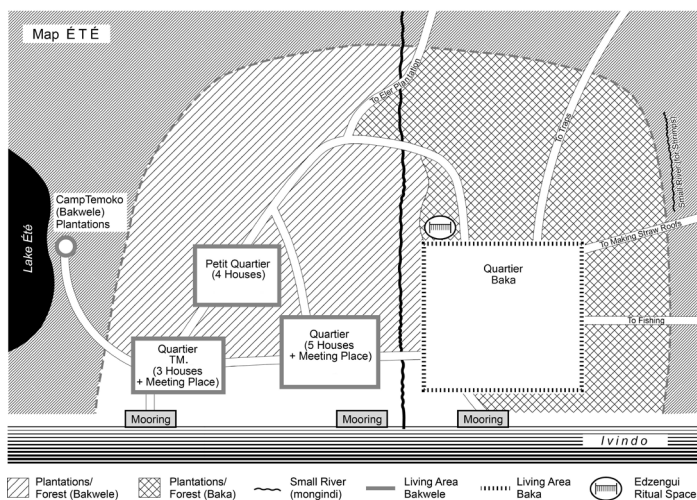 Map ÉTÉ
To Eler Plantation
To Traps
Small River (for Shrimps)
CampTemoko
(Bakwele)
Plantations
Lake Été
To Making Straw Roofs
Petit Quartier
(4 Houses)
Quartier
Baka
Quartier
(5 Houses
+ Meeting Place)
To Fishing
Quartier
TM.
(3 Houses
+ Meeting Place)
Mooring
Mooring
Mooring
Ivindo
Plantations/
Forest (Bakwele)
Plantations/
Forest (Baka)
Small River
(mongindi)
Living Area
Bakwele
Living Area
Baka
Edzengui
Ritual Space